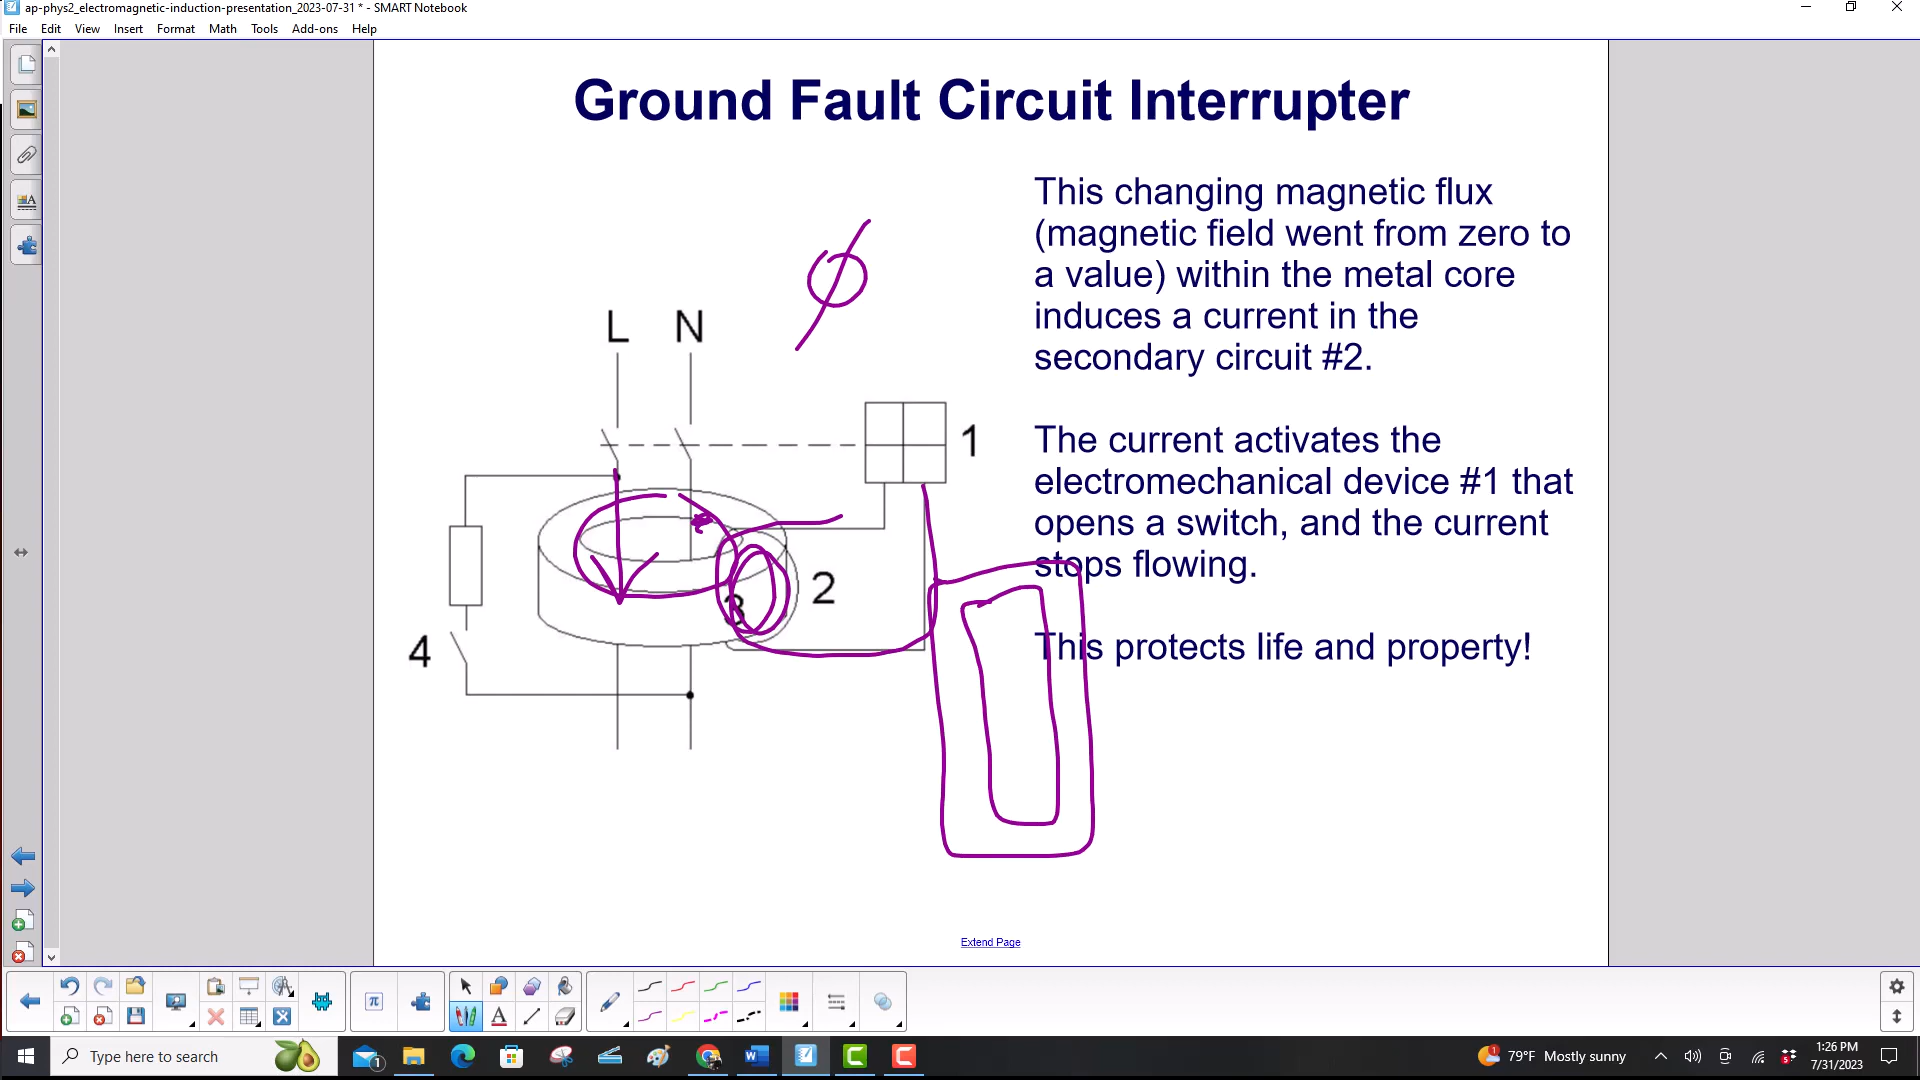 ap-phys2_electromagnetic-induction-presentation_2023-07-31 * - SMART Notebook
File Edit View Insert Format Math Tools Add-ons Help
Ground Fault Circuit Interrupter
This changing magnetic flux
(magnetic field went from zero to
a value) within the metal core
induces a current in the
secondary circuit #2.
The current activates the
electromechanical device #1 that
opens a switch, and the current
stops flowing.
This protects life and property!
ϕ
L N
1
2
3
4
Extend Page
π
A
Type here to search
1
1
79°F Mostly sunny
5
1:26 PM
7/31/2023